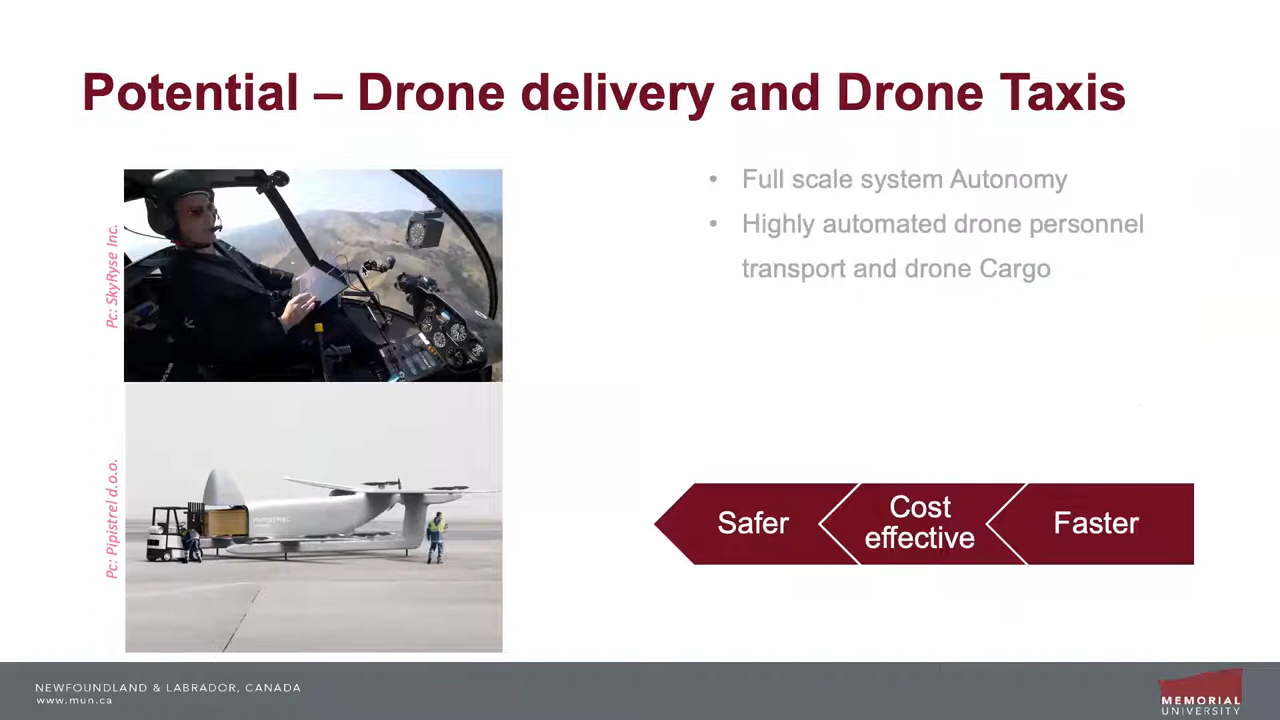 Potential – Drone delivery and Drone Taxis
Pc: SkyRyse Inc.
Pc: Pipistrel d.o.o.
• Full scale system Autonomy
• Highly automated drone personnel
transport and drone Cargo
PIPISTREL
Safer
Cost
effective
Faster
NEWFOUNDLAND & LABRADOR, CANADA
www.mun.ca
MEMORIAL
UNIVERSITY